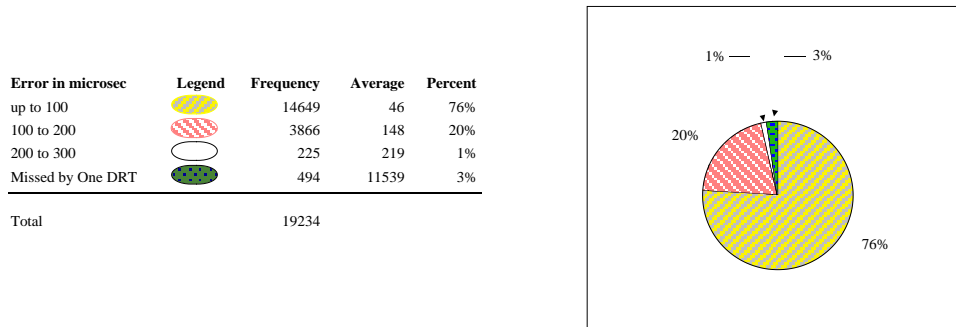 Error in microsec Legend Frequency Average Percent
up to 100 14649 46 76%
100 to 200 3866 148 20%
200 to 300 225 219 1%
Missed by One DRT 494 11539 3%
Total 19234
1% 3%
20%
76%